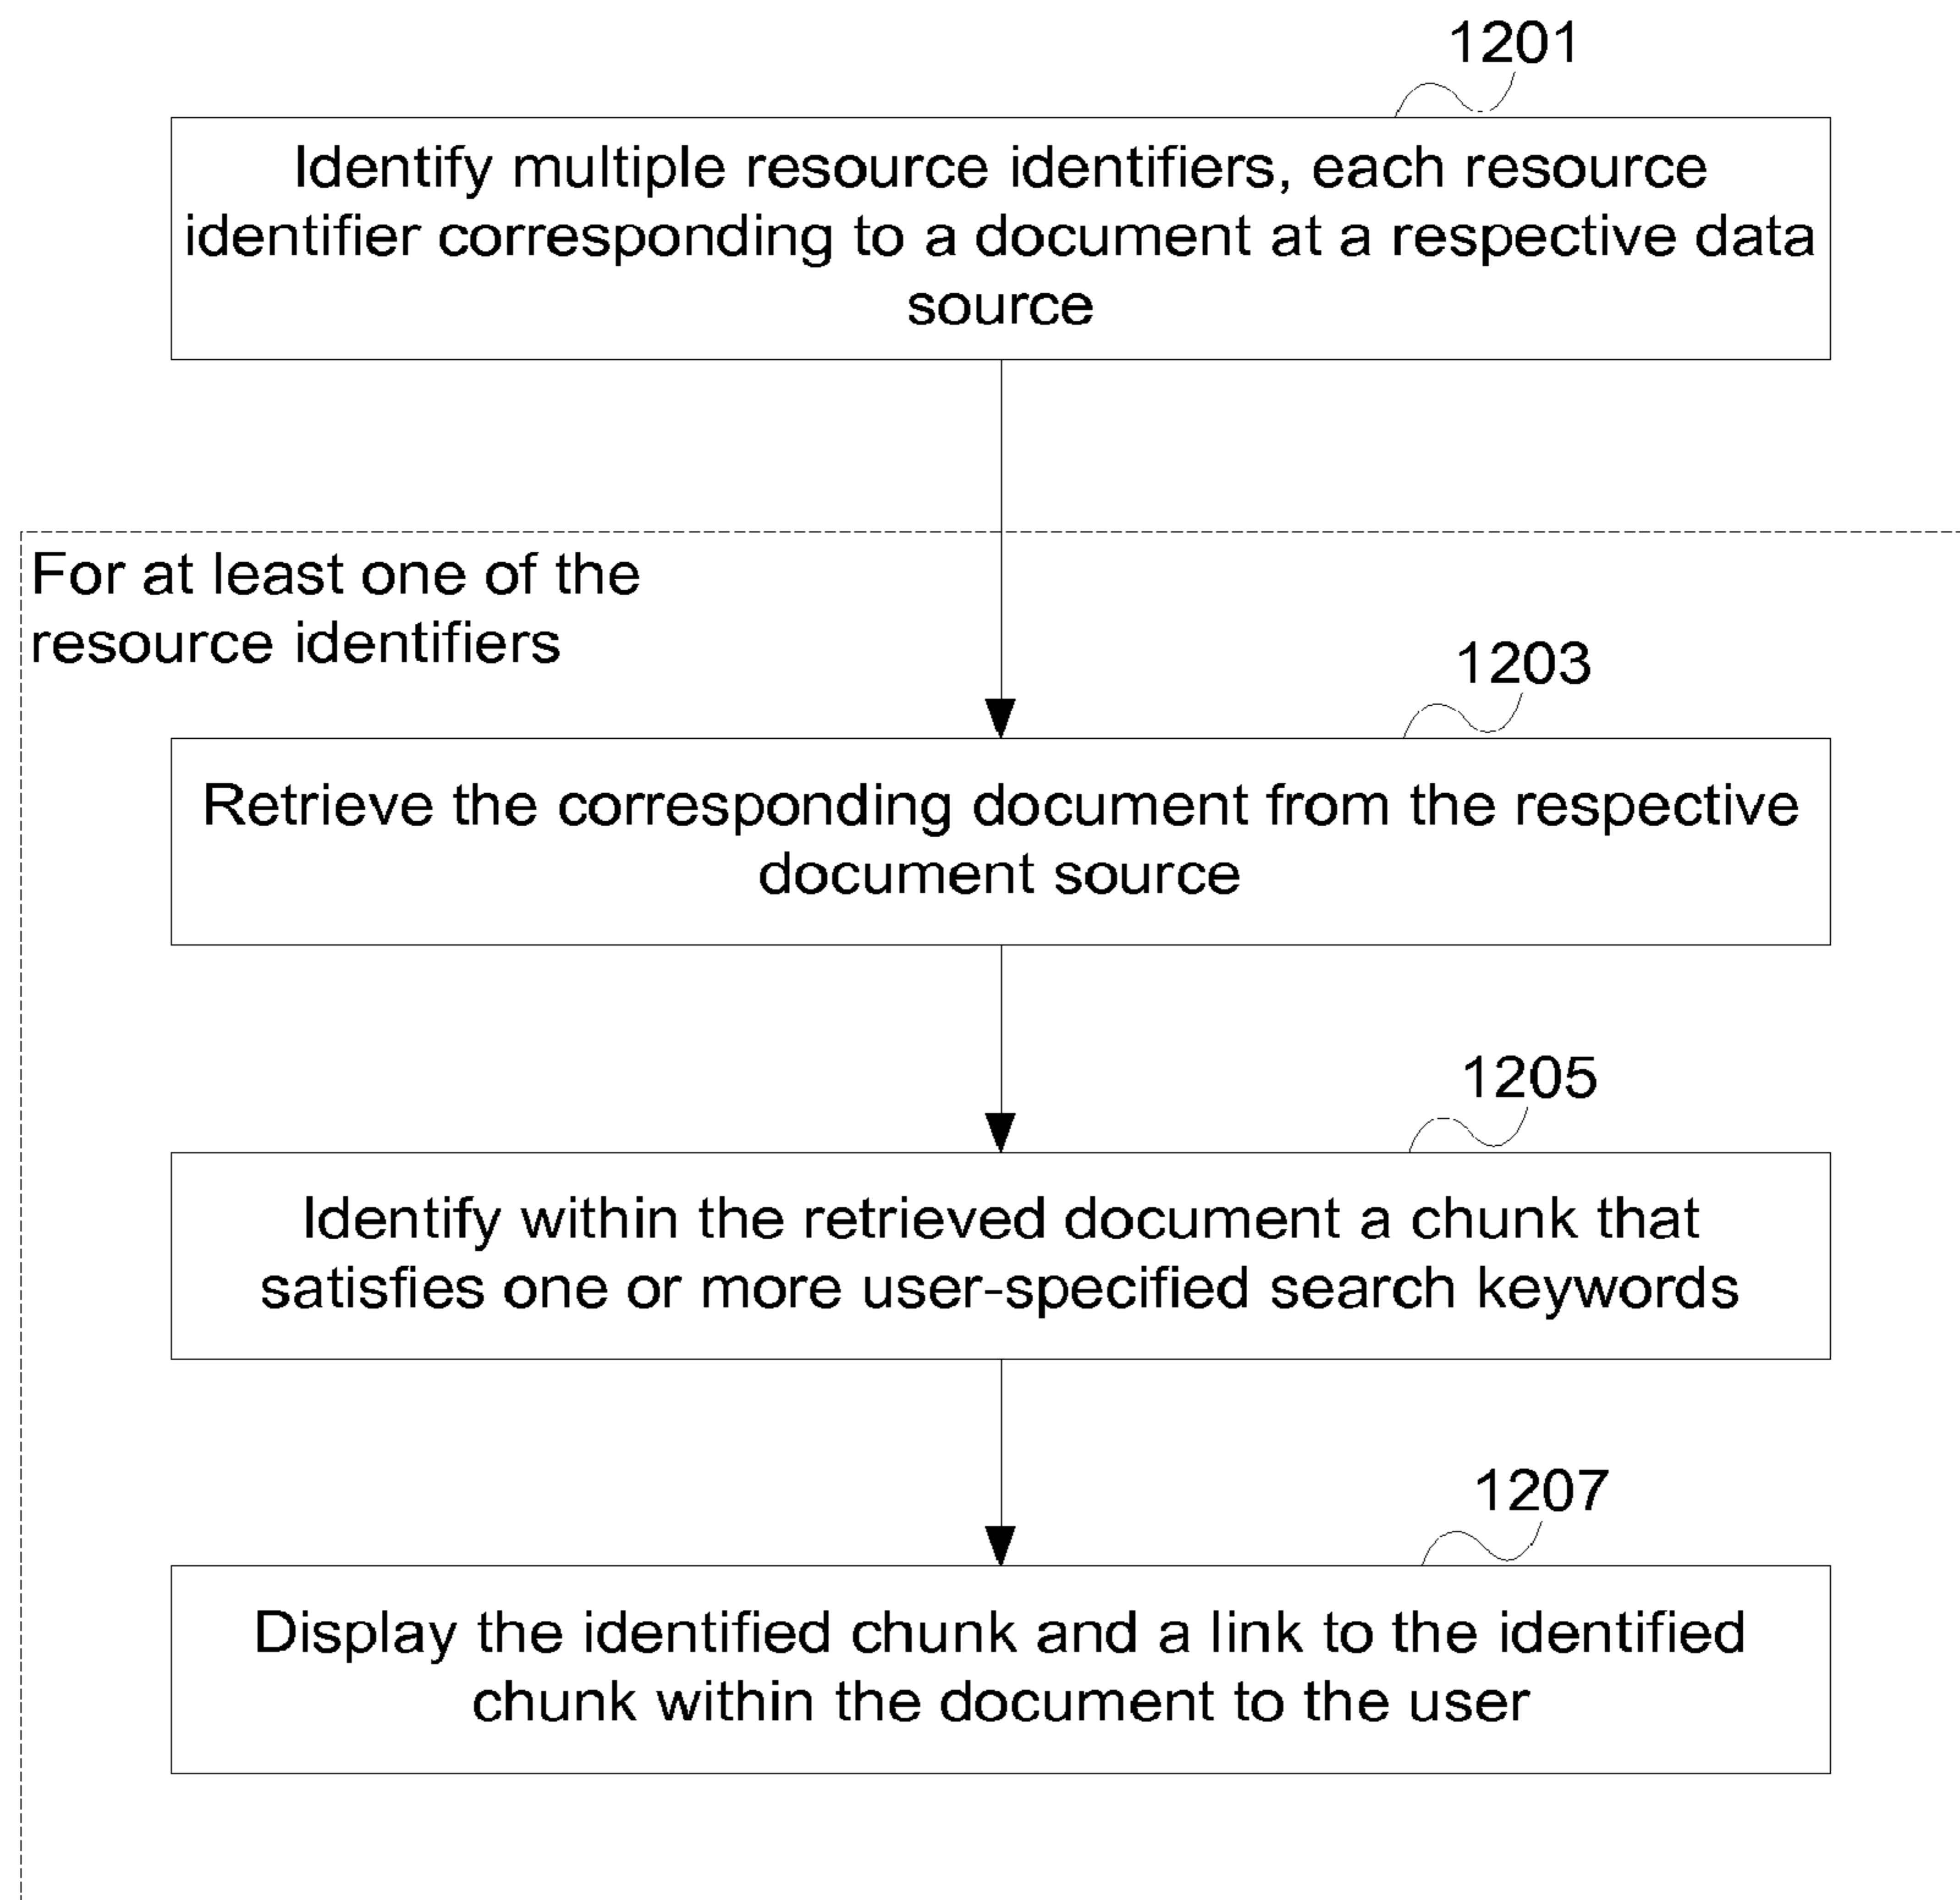 1201
Identify multiple resource identifiers, each resource
identifier corresponding to a document at a respective data
source
For at least one of the
resource identifiers
1203
Retrieve the corresponding document from the respective
document source
1205
Identify within the retrieved document a chunk that
satisfies one or more user-specified search keywords
1207
Display the identified chunk and a link to the identified
chunk within the document to the user